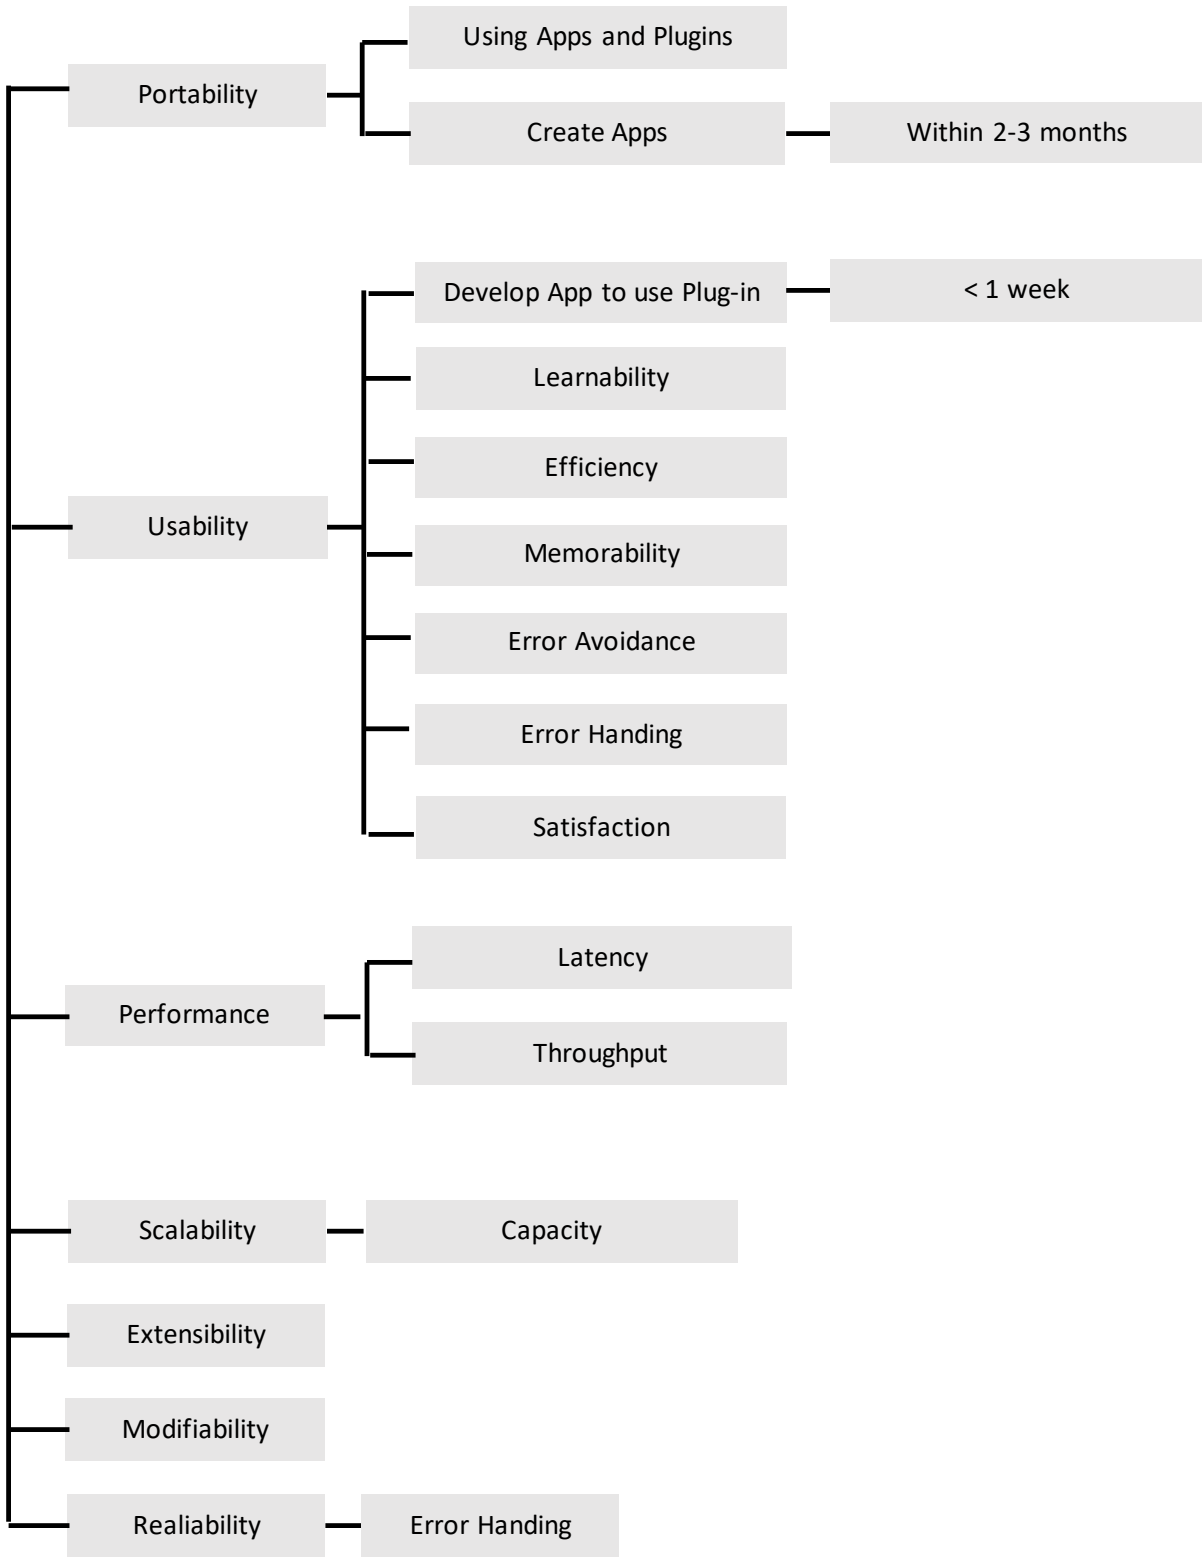 Using Apps and Plugins
Portability
Create Apps
Within 2-3 months
Develop App to use Plug-in
< 1 week
Learnability
Efficiency
Usability
Memorability
Error Avoidance
Error Handing
Satisfaction
Latency
Performance
Throughput
Scalability
Capacity
Extensibility
Modifiability
Realiability
Error Handing